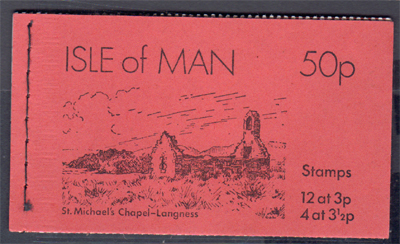 ISLE of MAN 50p
St. Michael's Chapel-Langness
Stamps
12 at 3p
4 at 3½p